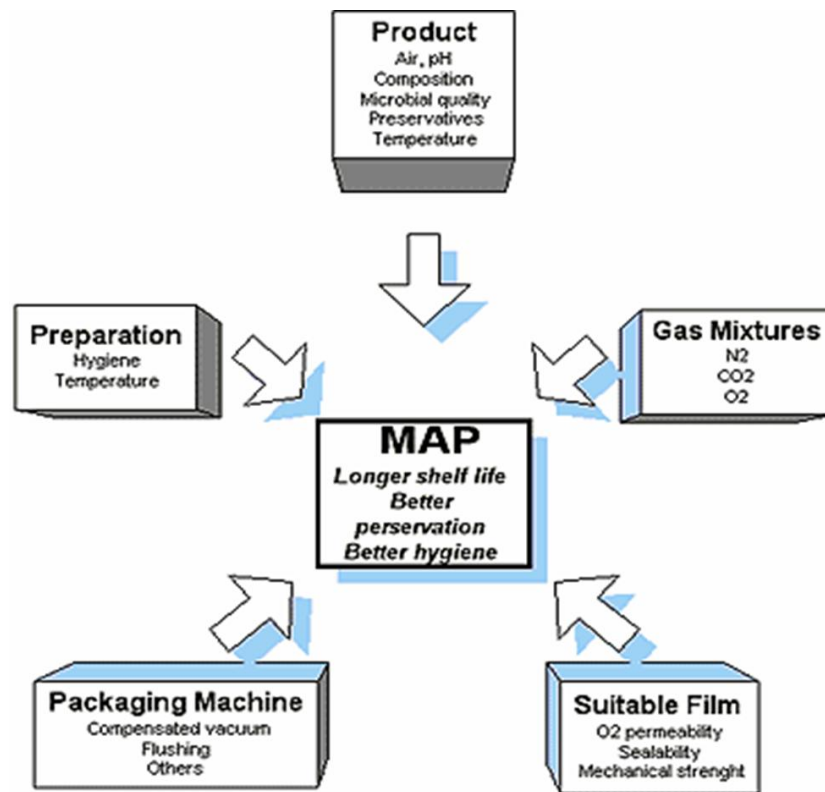 Product
Air, pH
Composition
Microbial quality
Preservatives
Temperature
Preparation
Hygiene
Temperature
Gas Mixtures
N2
CO2
O2
MAP
Longer shelf life
Better
perservation
Better hygiene
Packaging Machine
Compensated vacuum
Flushing
Others
Suitable Film
O2 permeability
Sealability
Mechanical strenght